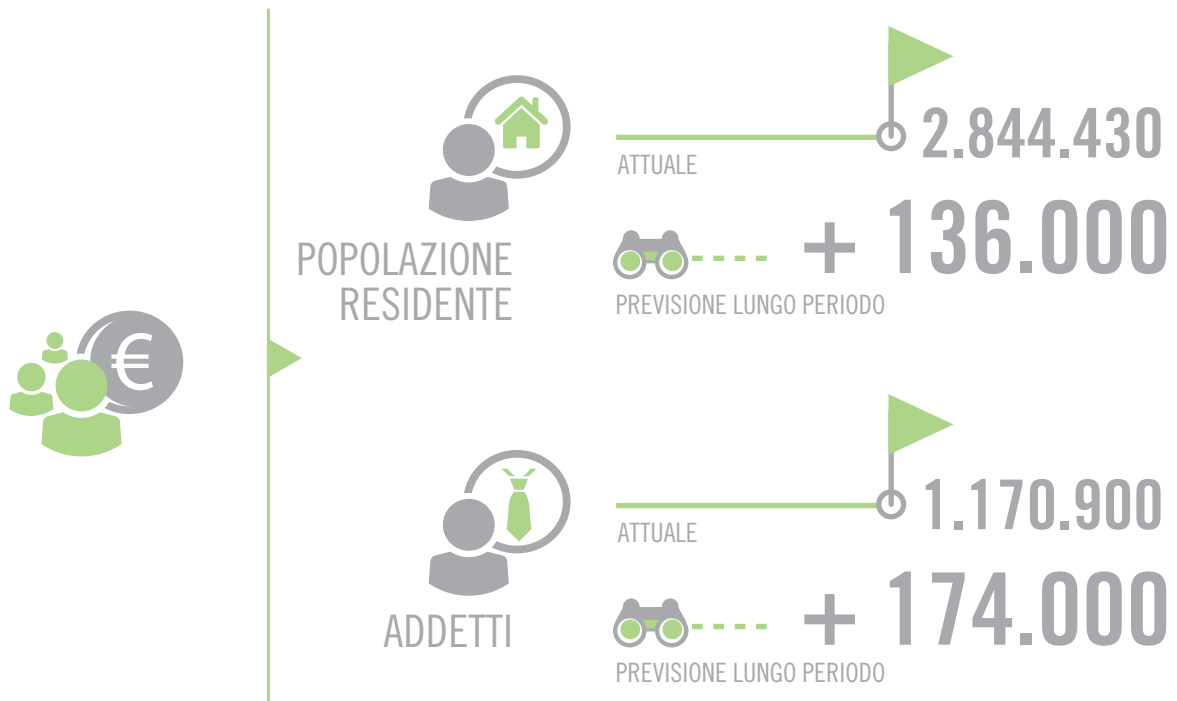 2.844.430
ATTUALE
+ 136.000
POPOLAZIONE
RESIDENTE
PREVISIONE LUNGO PERIODO
€
1.170.900
ATTUALE
+ 174.000
ADDETTI
PREVISIONE LUNGO PERIODO